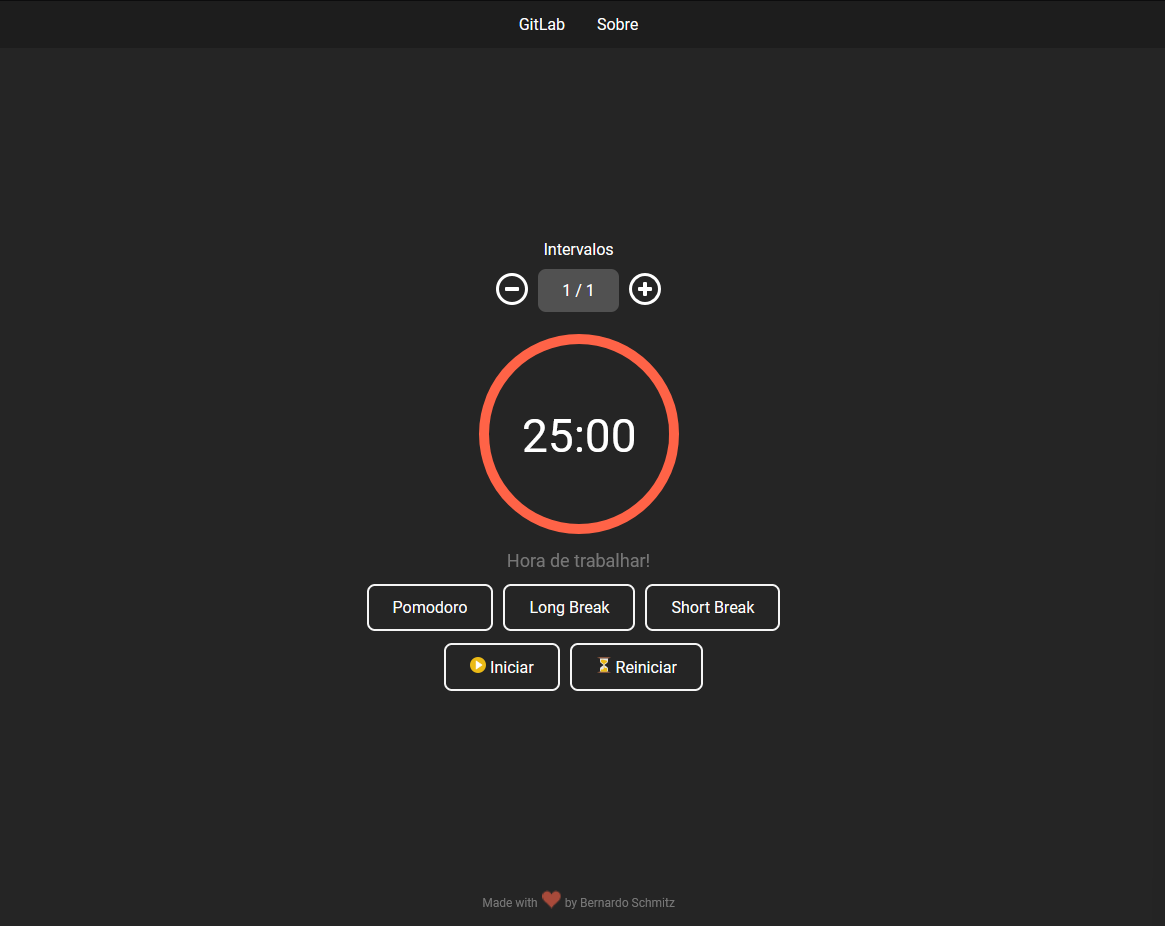 GitLab Sobre
Intervalos
1 / 1
25:00
Hora de trabalhar!
Pomodoro Long Break Short Break
Iniciar Reiniciar
Made with ❤ by Bernardo Schmitz